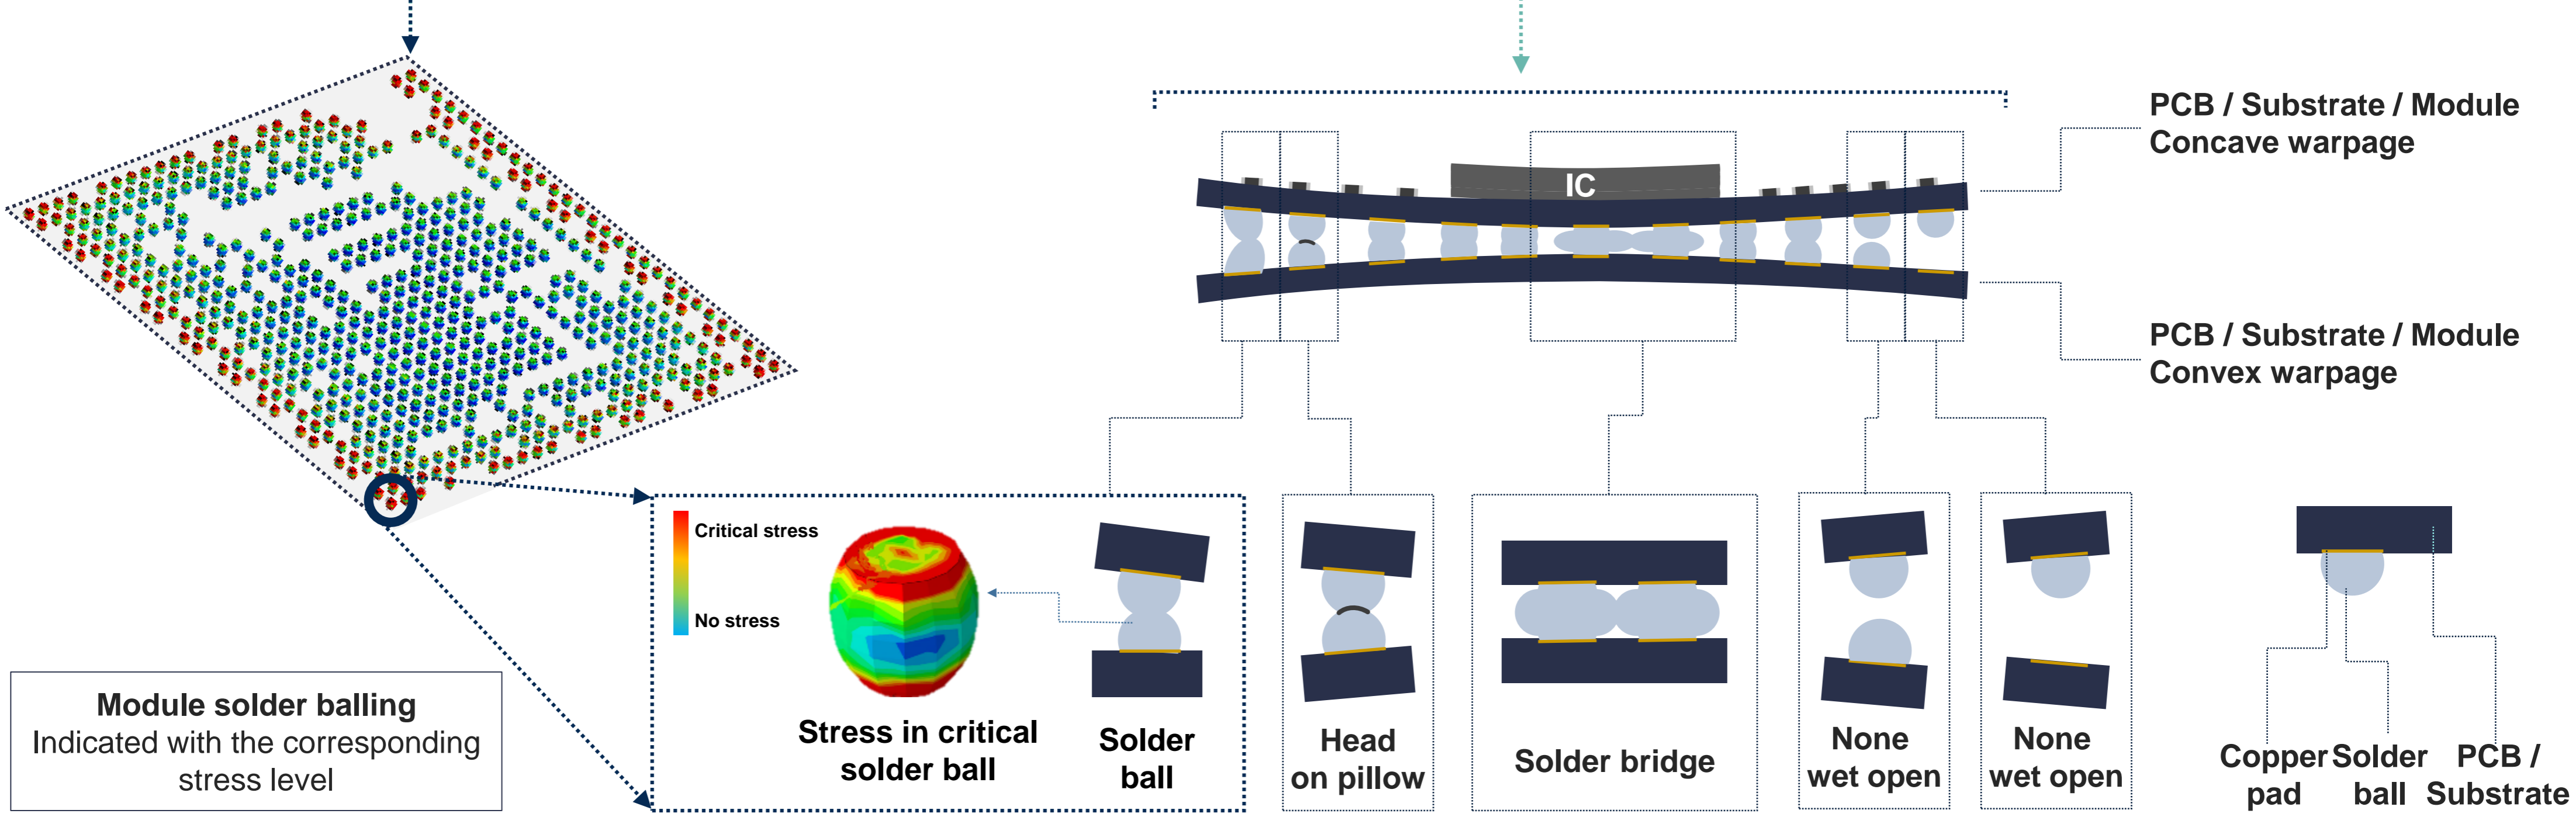 PCB / Substrate / Module
Concave warpage
IC
PCB / Substrate / Module
Convex warpage
Critical stress
No stress
Stress in critical
solder ball
Solder
ball
Head
on pillow
Solder bridge
None
wet open
None
wet open
Copper
pad
Solder
ball
PCB /
Substrate
Module solder balling
Indicated with the corresponding
stress level